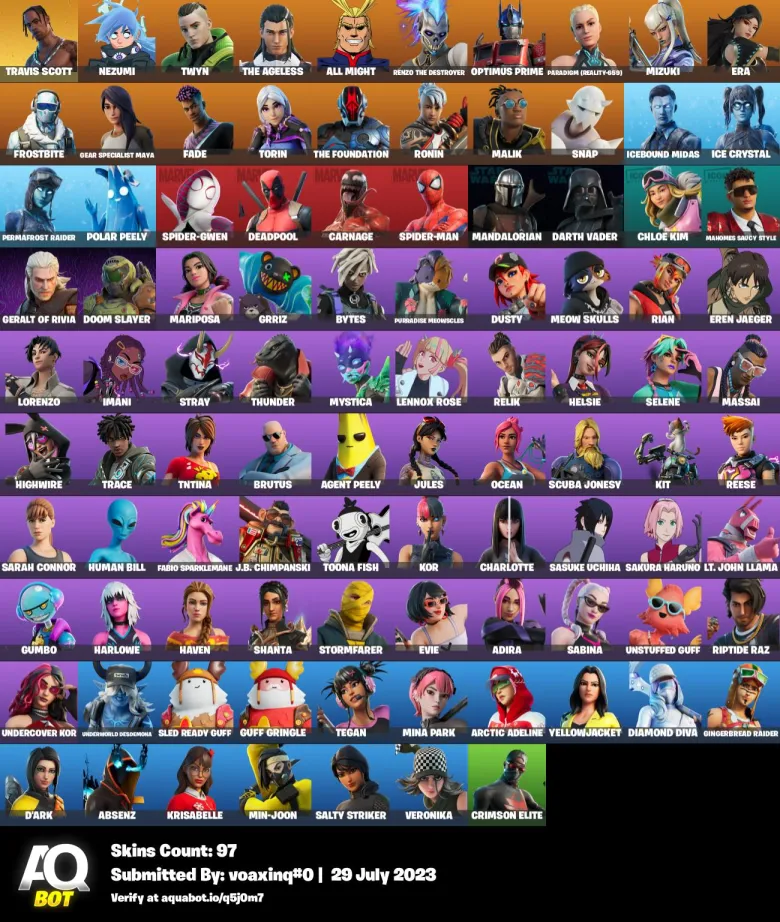 TRAVIS SCOTT NEZUMI TWYN THE AGELESS ALL MIGHT RENZO THE DESTROYER OPTIMUS PRIME PARADIGM (REALITY-659) MIZUKI ERA
FROSTBITE GEAR SPECIALIST MAYA FADE TORIN THE FOUNDATION RONIN MALIK SNAP ICEBOUND MIDAS ICE CRYSTAL
PERMAFROST RAIDER POLAR PEELY SPIDER-GWEN DEADPOOL CARNAGE SPIDER-MAN MANDALORIAN DARTH VADER CHLOE KIM MAHOMES SAUCY STYLE
GERALT OF RIVIA DOOM SLAYER MARIPOSA GRRIZ BYTES PURRADISE MEOWSCLES DUSTY MEOW SKULLS RIAN EREN JAEGER
LORENZO IMANI STRAY THUNDER MYSTICA LENNOX ROSE RELIK HELSIE SELENE MASSAI
HIGHWIRE TRACE TNTINA BRUTUS AGENT PEELY JULES OCEAN SCUBA JONESY KIT REESE
SARAH CONNOR HUMAN BILL FABIO SPARKLEMANE J.B. CHIMPANSKI TOONA FISH KOR CHARLOTTE SASUKE UCHIHA SAKURA HARUNO LT. JOHN LLAMA
GUMBO HARLOWE HAVEN SHANTA STORMFARER EVIE ADIRA SABINA UNSTUFFED GUFF RIPTIDE RAZ
UNDERCOVER KOR UNDERWORLD DESDEMONA SLED READY GUFF GUFF GRINGLE TEGAN MINA PARK ARCTIC ADELINE YELLOWJACKET DIAMOND DIVA GINGERBREAD RAIDER
D'ARK ABSENZ KRISABELLE MIN-JOON SALTY STRIKER VERONIKA CRIMSON ELITE
AQ
BOT
Skins Count: 97
Submitted By: voaxinq#0 | 29 July 2023
Verify at aquabot.io/q5j0m7